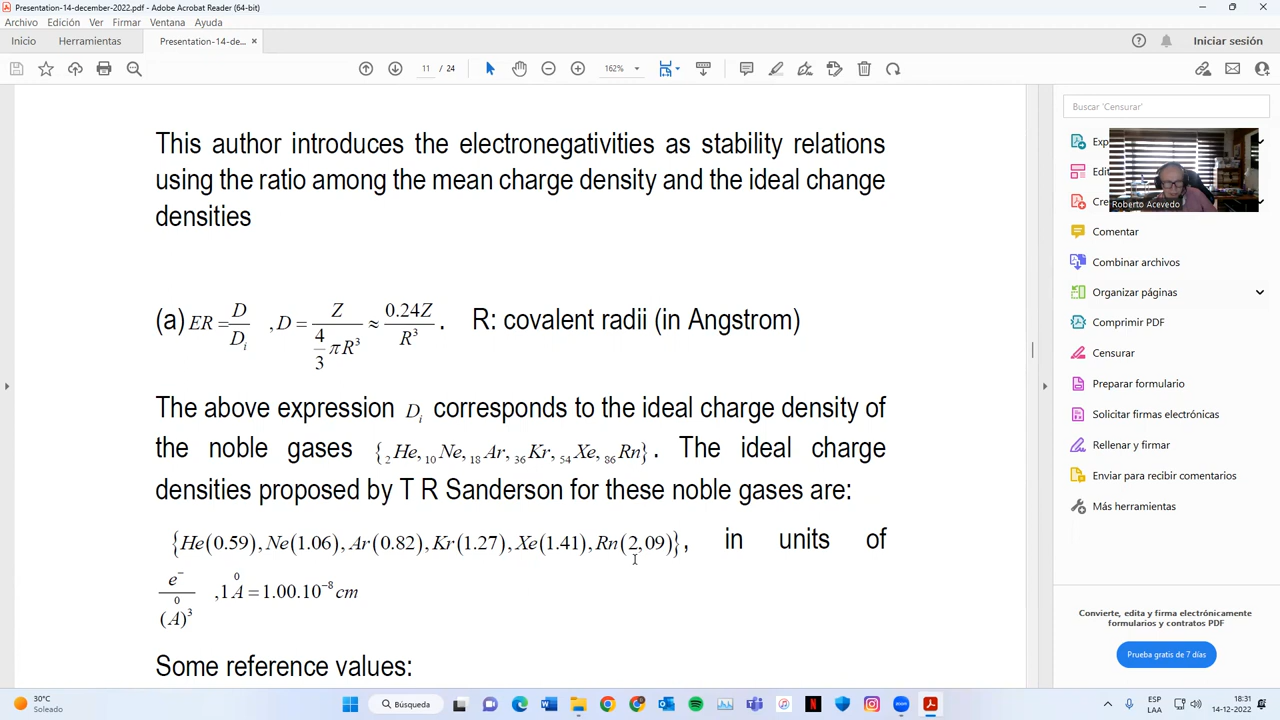 Presentation-14-december-2022.pdf - Adobe Acrobat Reader (64-bit)
Archivo Edición Ver Firmar Ventana Ayuda
Inicio Herramientas Presentation-14-de... × Iniciar sesión
11 / 24 162%
This author introduces the electronegativities as stability relations
using the ratio among the mean charge density and the ideal change
densities
(a) ER = D/D_i , D = Z/(4/3 πR³) ≈ 0.24Z/R³ . R: covalent radii (in Angstrom)
The above expression D_i corresponds to the ideal charge density of
the noble gases {₂He, ₁₀Ne, ₁₈Ar, ₃₆Kr, ₅₄Xe, ₈₆Rn} . The ideal charge
densities proposed by T R Sanderson for these noble gases are:
{He(0.59), Ne(1.06), Ar(0.82), Kr(1.27), Xe(1.41), Rn(2,09)}, in units of
e⁻/(Å)³ , 1 Å = 1.00.10⁻⁸ cm
Some reference values:
Buscar 'Censurar'
Exp
Edi
Cre
Roberto Acevedo
Comentar
Combinar archivos
Organizar páginas
Comprimir PDF
Censurar
Preparar formulario
Solicitar firmas electrónicas
Rellenar y firmar
Enviar para recibir comentarios
Más herramientas
Convierte, edita y firma electrónicamente
formularios y contratos PDF
Prueba gratis de 7 días
30°C
Soleado
Búsqueda
ESP
LAA
18:31
14-12-2022